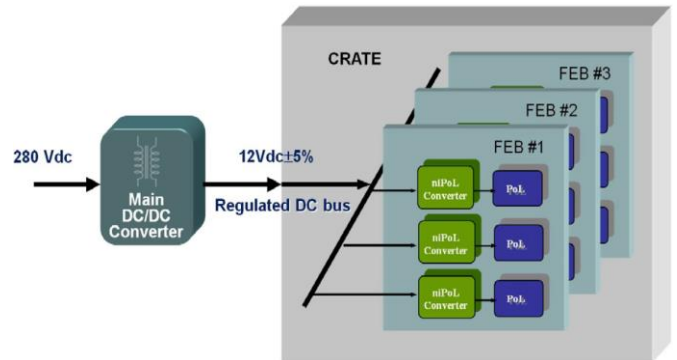 CRATE
FEB #3
FEB #2
FEB #1
280 Vdc
12Vdc±5%
Main
DC/DC
Converter
Regulated DC bus
niPoL
Converter
PoL
niPoL
Converter
PoL
niPoL
Converter
PoL